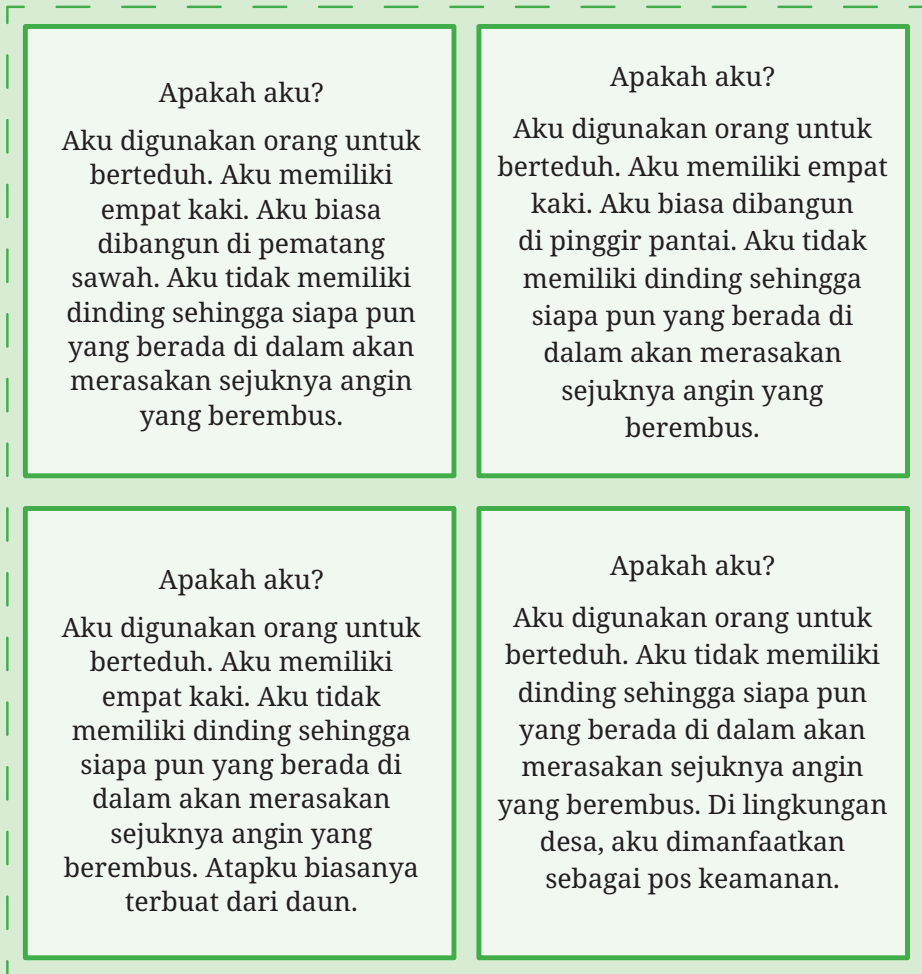 Apakah aku?
Aku digunakan orang untuk
berteduh. Aku memiliki
empat kaki. Aku biasa
dibangun di pematang
sawah. Aku tidak memiliki
dinding sehingga siapa pun
yang berada di dalam akan
merasakan sejuknya angin
yang berembus.
Apakah aku?
Aku digunakan orang untuk
berteduh. Aku memiliki empat
kaki. Aku biasa dibangun
di pinggir pantai. Aku tidak
memiliki dinding sehingga
siapa pun yang berada di
dalam akan merasakan
sejuknya angin yang
berembus.
Apakah aku?
Aku digunakan orang untuk
berteduh. Aku memiliki
empat kaki. Aku tidak
memiliki dinding sehingga
siapa pun yang berada di
dalam akan merasakan
sejuknya angin yang
berembus. Atapku biasanya
terbuat dari daun.
Apakah aku?
Aku digunakan orang untuk
berteduh. Aku tidak memiliki
dinding sehingga siapa pun
yang berada di dalam akan
merasakan sejuknya angin
yang berembus. Di lingkungan
desa, aku dimanfaatkan
sebagai pos keamanan.